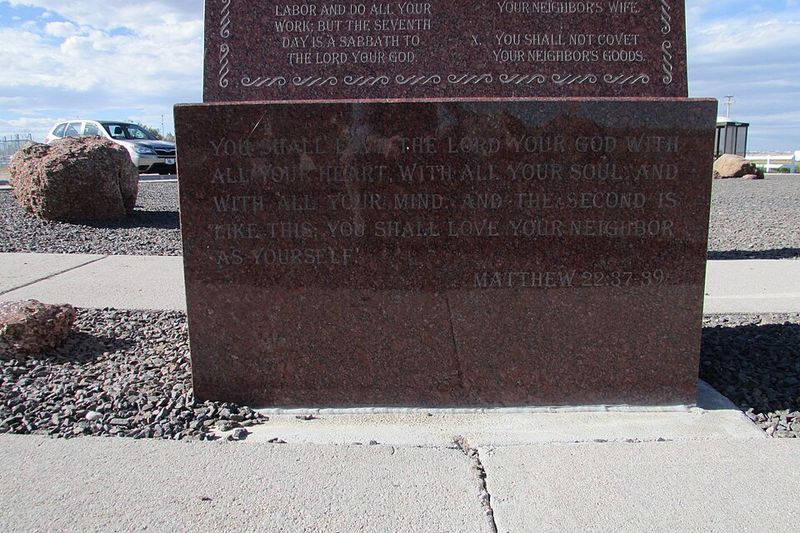 LABOR AND DO ALL YOUR
WORK; BUT THE SEVENTH
DAY IS A SABBATH TO
THE LORD YOUR GOD.
YOUR NEIGHBOR'S WIFE.
X. YOU SHALL NOT COVET
YOUR NEIGHBOR'S GOODS.
YOU SHALL LOVE THE LORD YOUR GOD WITH
ALL YOUR HEART, WITH ALL YOUR SOUL, AND
WITH ALL YOUR MIND. AND THE SECOND IS
LIKE THIS: YOU SHALL LOVE YOUR NEIGHBOR
AS YOURSELF.
MATTHEW 22:37,39